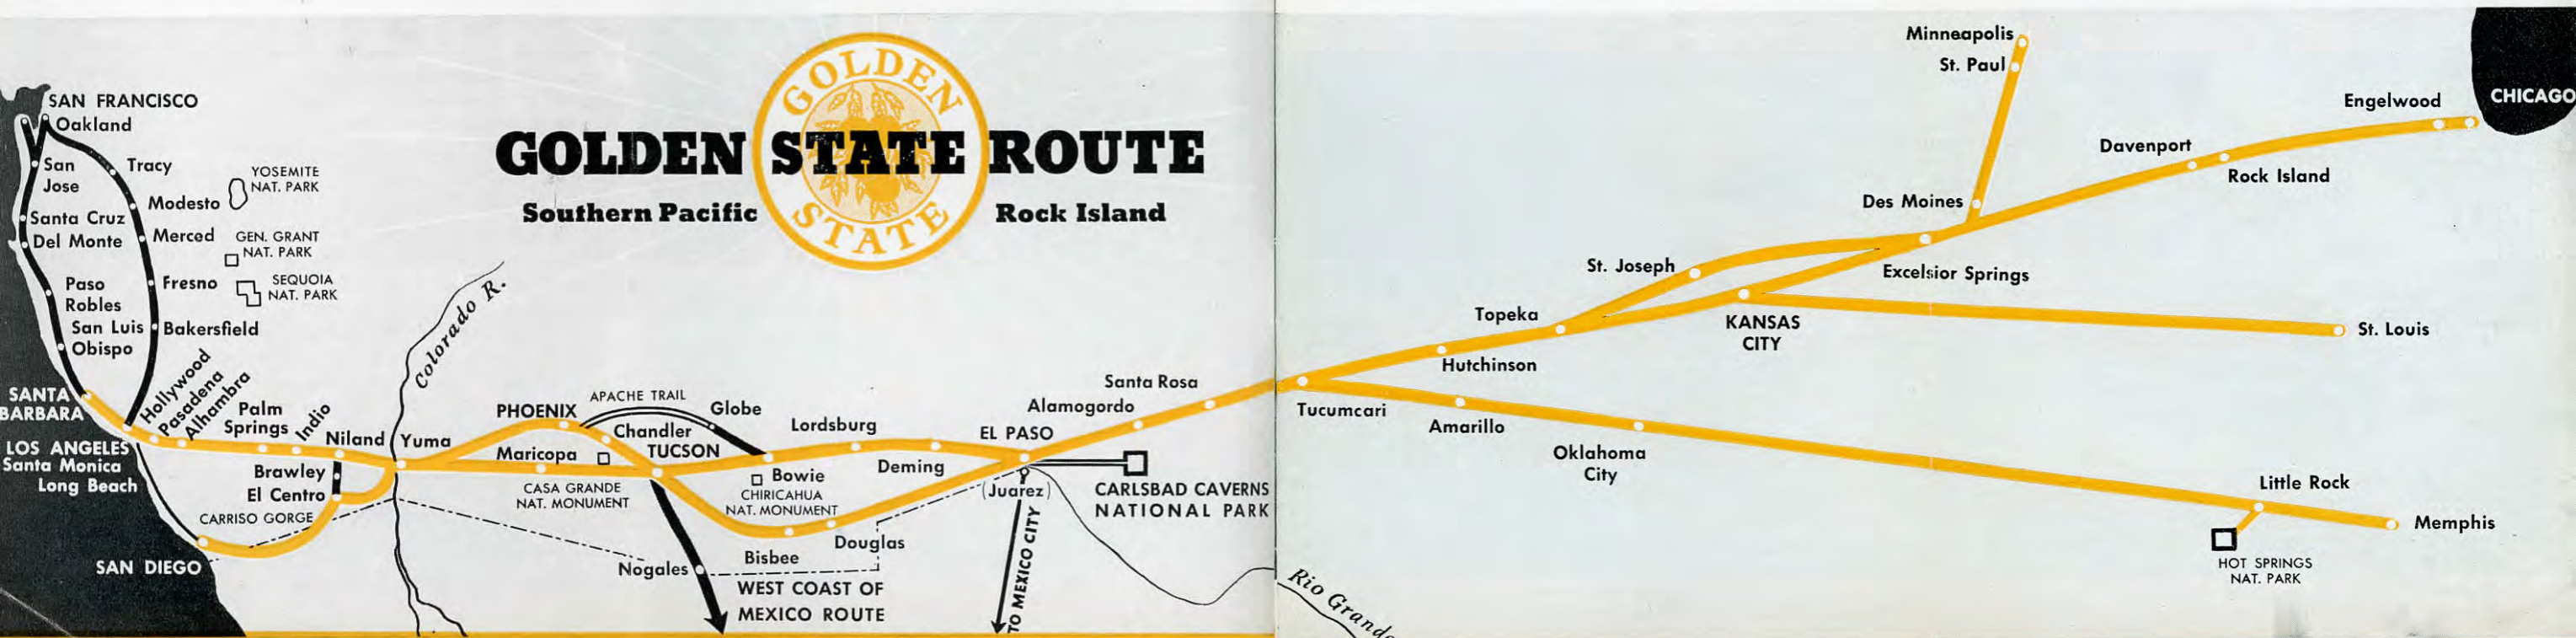 GOLDEN
STATE
GOLDEN STATE ROUTE
Southern Pacific
Rock Island
SAN FRANCISCO
Oakland
San
Jose
Tracy
Modesto
YOSEMITE
NAT. PARK
Santa Cruz
Del Monte
Merced
GEN. GRANT
NAT. PARK
Paso
Robles
Fresno
SEQUOIA
NAT. PARK
San Luis
Obispo
Bakersfield
SANTA
BARBARA
Hollywood
Pasadena
Alhambra
Palm
Springs
Indio
Niland
LOS ANGELES
Santa Monica
Long Beach
Brawley
El Centro
CARRISO GORGE
SAN DIEGO
Colorado R.
Yuma
PHOENIX
APACHE TRAIL
Globe
Chandler
Maricopa
TUCSON
CASA GRANDE
NAT. MONUMENT
Bowie
CHIRICAHUA
NAT. MONUMENT
Lordsburg
Deming
Bisbee
Douglas
Nogales
WEST COAST OF
MEXICO ROUTE
EL PASO
(Juarez)
TO MEXICO CITY
CARLSBAD CAVERNS
NATIONAL PARK
Alamogordo
Santa Rosa
Rio Grande
Tucumcari
Amarillo
Oklahoma
City
Little Rock
HOT SPRINGS
NAT. PARK
Memphis
Hutchinson
Topeka
St. Joseph
KANSAS
CITY
St. Louis
Excelsior Springs
Des Moines
Minneapolis
St. Paul
Davenport
Rock Island
Engelwood
CHICAGO